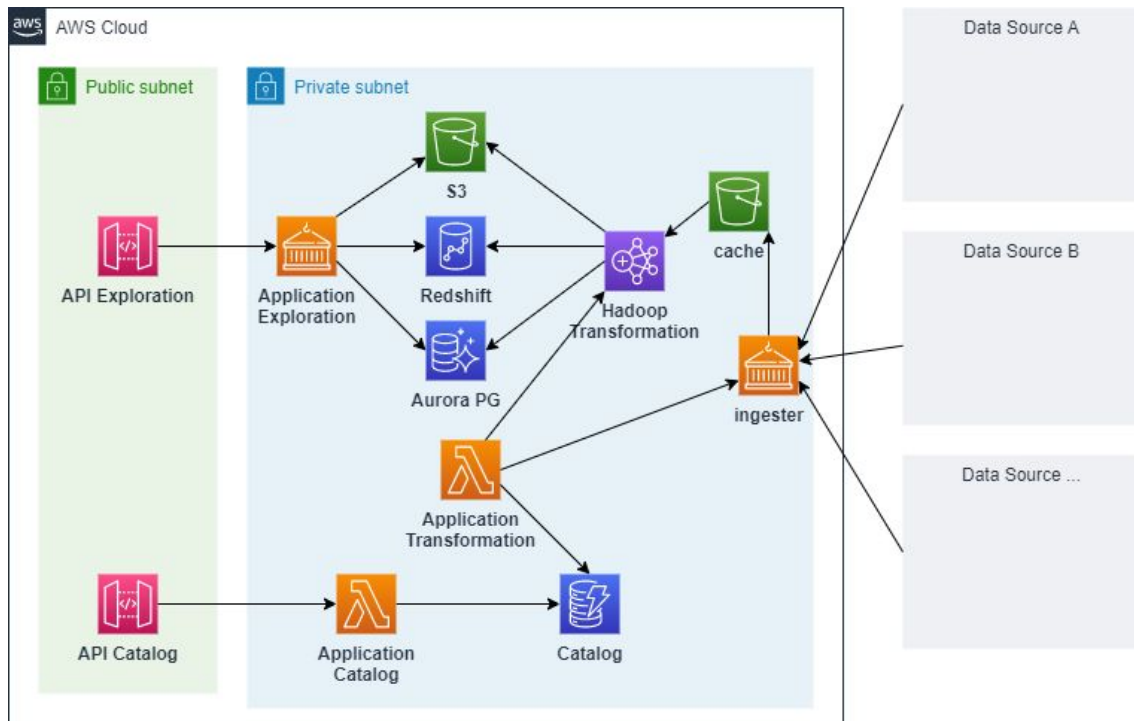 aws
AWS Cloud
Public subnet
Private subnet
Data Source A
S3
cache
API Exploration
Application
Exploration
Redshift
Hadoop
Transformation
Data Source B
Aurora PG
ingester
Application
Transformation
Data Source ...
API Catalog
Application
Catalog
Catalog